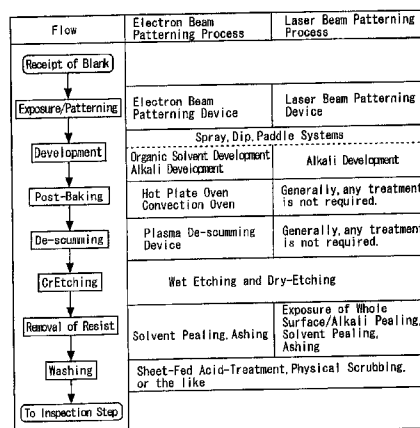 Flow
Electron Beam
Patterning Process
Laser Beam Patterning
Process
Receipt of Blank
Exposure/Patterning
Electron Beam
Patterning Device
Laser Beam Patterning
Device
Spray, Dip, Paddle Systems
Development
Organic Solvent Development
Alkali Development
Alkali Development
Post-Baking
Hot Plate Oven
Convection Oven
Generally, any treatment
is not required.
De-scumming
Plasma De-scumming
Device
Generally, any treatment
is not required.
CrEtching
Wet Etching and Dry-Etching
Removal of Resist
Solvent Pealing, Ashing
Exposure of Whole
Surface/Alkali Pealing,
Solvent Pealing,
Ashing
Washing
Sheet-Fed Acid-Treatment, Physical Scrubbing,
or the like
To Inspection Step